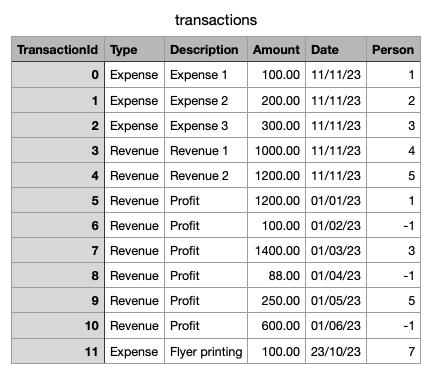 transactions
TransactionId Type Description Amount Date Person
0 Expense Expense 1 100.00 11/11/23 1
1 Expense Expense 2 200.00 11/11/23 2
2 Expense Expense 3 300.00 11/11/23 3
3 Revenue Revenue 1 1000.00 11/11/23 4
4 Revenue Revenue 2 1200.00 11/11/23 5
5 Revenue Profit 1200.00 01/01/23 1
6 Revenue Profit 100.00 01/02/23 -1
7 Revenue Profit 1400.00 01/03/23 3
8 Revenue Profit 88.00 01/04/23 -1
9 Revenue Profit 250.00 01/05/23 5
10 Revenue Profit 600.00 01/06/23 -1
11 Expense Flyer printing 100.00 23/10/23 7